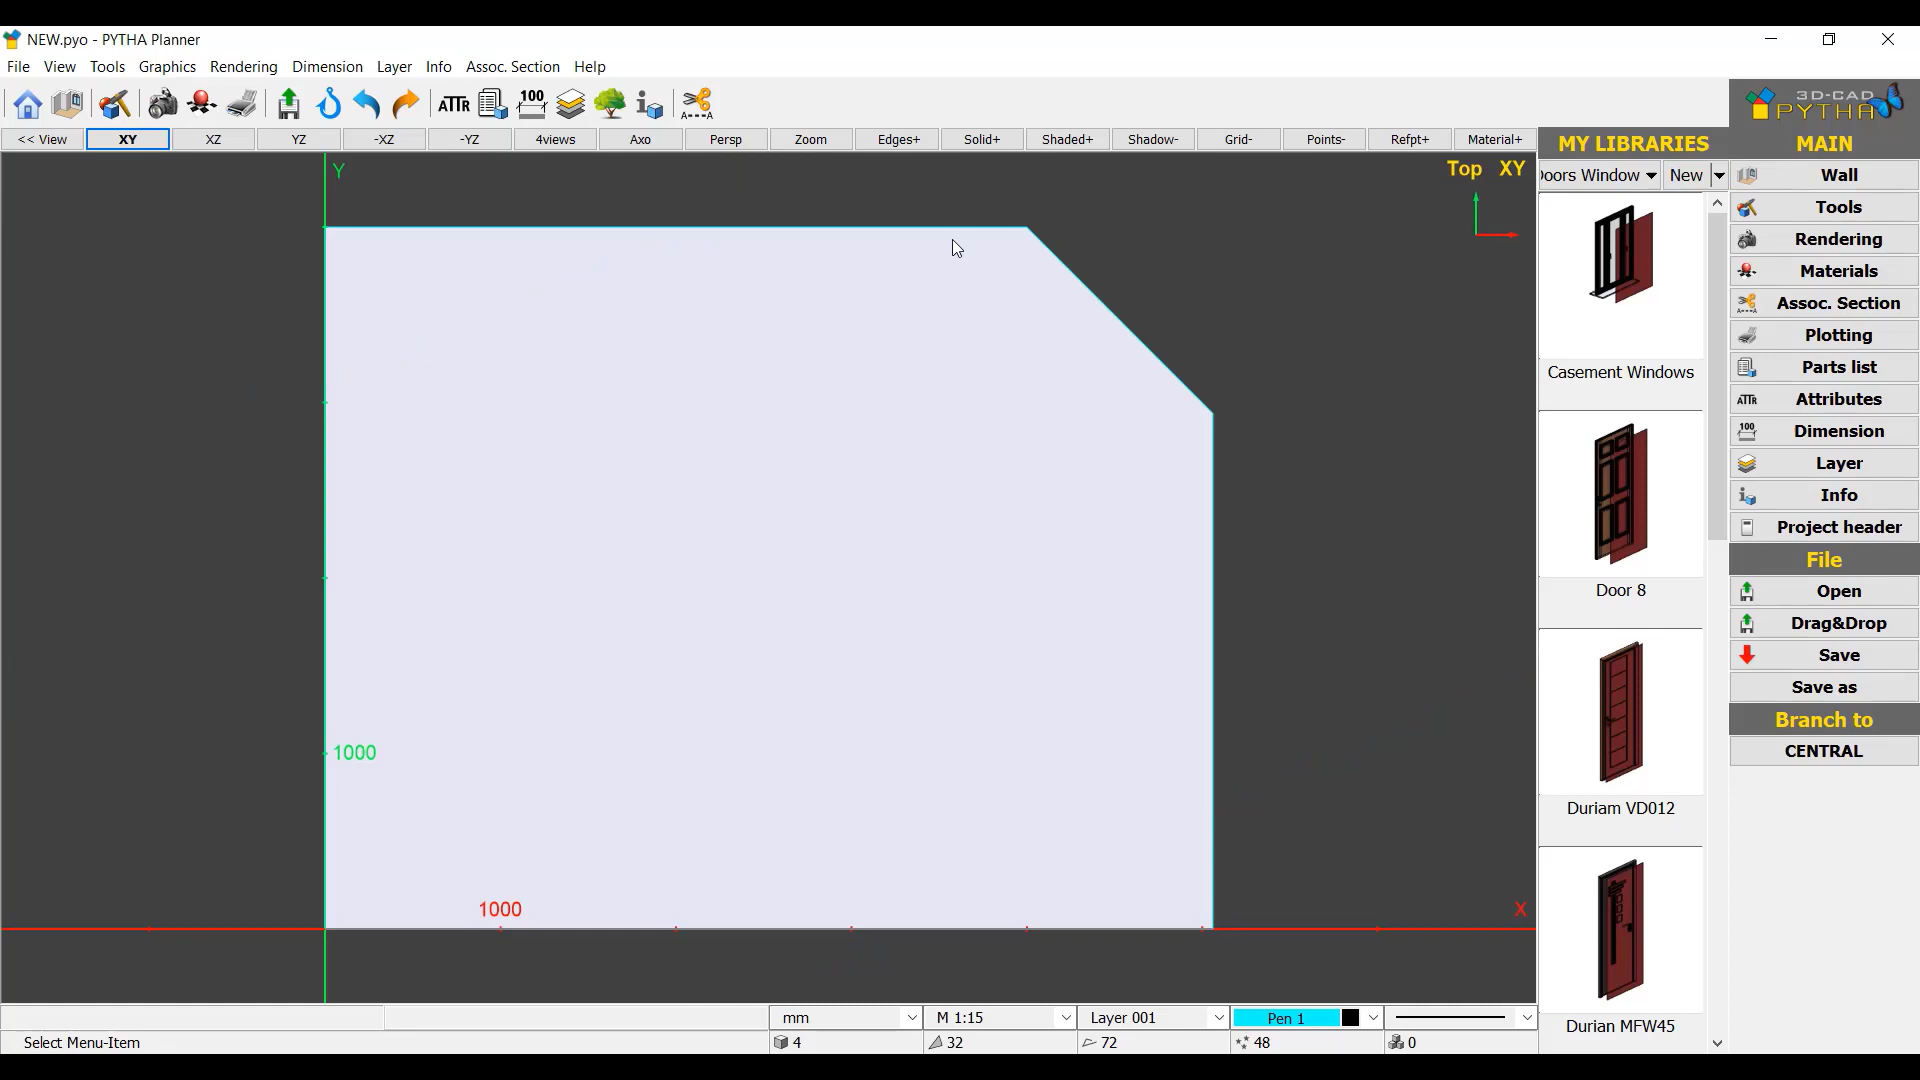 NEW.pyo - PYTHA Planner
File View Tools Graphics Rendering Dimension Layer Info Assoc. Section Help
ATTR 100 A----A
3D-CAD
PYTHA
<< View XY XZ YZ -XZ -YZ 4views Axo Persp Zoom Edges+ Solid+ Shaded+ Shadow- Grid- Points- Refpt+ Material+
MY LIBRARIES MAIN
Doors Window New
Y
Top XY
1000
1000
X
Casement Windows
Door 8
Duriam VD012
Durian MFW45
Wall
Tools
Rendering
Materials
A----A Assoc. Section
Plotting
Parts list
ATTR Attributes
100 Dimension
Layer
Info
Project header
File
Open
Drag&Drop
Save
Save as
Branch to
CENTRAL
mm M 1:15 Layer 001 Pen 1
Select Menu-Item 4 32 72 48 0